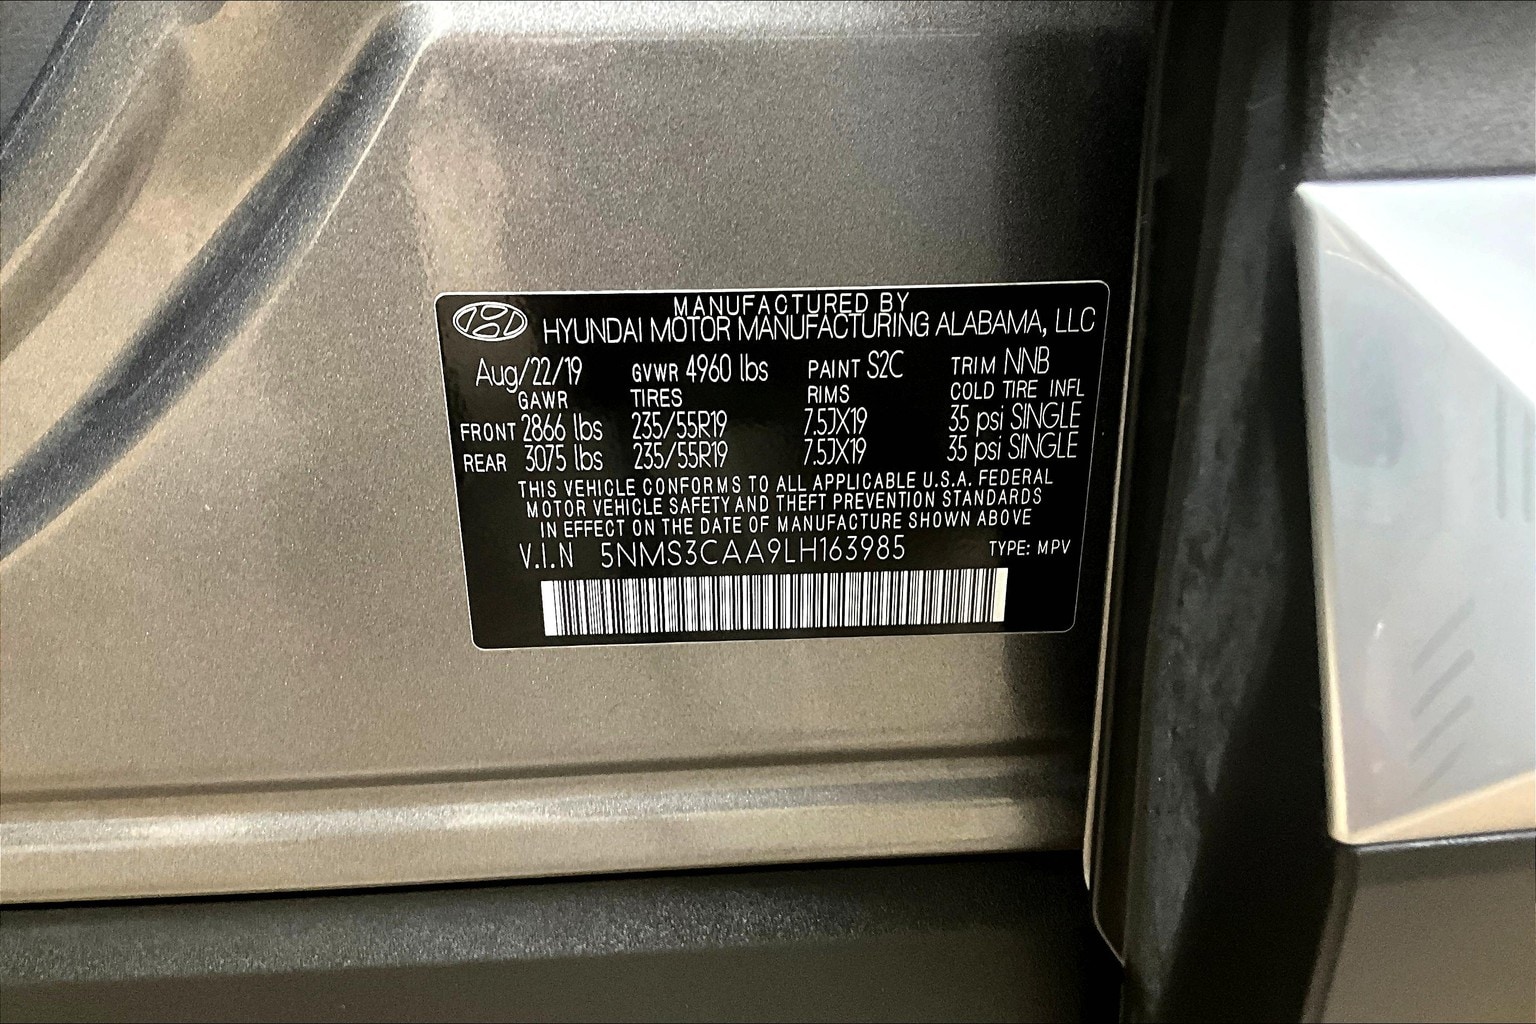 MANUFACTURED BY
HYUNDAI MOTOR MANUFACTURING ALABAMA, LLC
Aug/22/19 GVWR 4960 lbs PAINT S2C TRIM NNB
GAWR TIRES RIMS COLD TIRE INFL
FRONT 2866 lbs 235/55R19 7.5JX19 35 psi SINGLE
REAR 3075 lbs 235/55R19 7.5JX19 35 psi SINGLE
THIS VEHICLE CONFORMS TO ALL APPLICABLE U.S.A. FEDERAL
MOTOR VEHICLE SAFETY AND THEFT PREVENTION STANDARDS
IN EFFECT ON THE DATE OF MANUFACTURE SHOWN ABOVE
V.I.N 5NMS3CAA9LH163985 TYPE: MPV